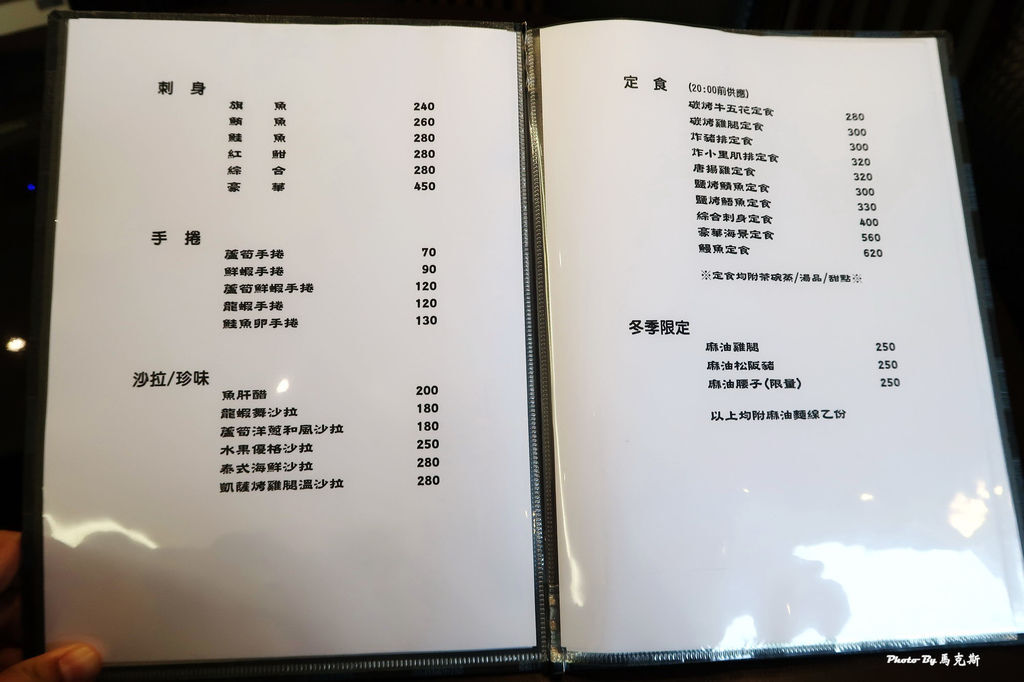 刺身
旗魚 240
鮪魚 260
鮭魚 280
紅魽 280
綜合 280
豪華 450
手捲
蘆筍手捲 70
鮮蝦手捲 90
蘆筍鮮蝦手捲 120
龍蝦手捲 120
鮭魚卵手捲 130
沙拉/珍味
魚肝醋 200
龍蝦舞沙拉 180
蘆筍洋蔥和風沙拉 180
水果優格沙拉 250
泰式海鮮沙拉 280
凱薩烤雞腿溫沙拉 280
定食 (20:00前供應)
碳烤牛五花定食 280
碳烤雞腿定食 300
炸豬排定食 300
炸小里肌排定食 320
唐揚雞定食 320
鹽烤鯖魚定食 300
鹽烤鯃魚定食 330
綜合刺身定食 400
豪華海景定食 560
鰻魚定食 620
※定食均附茶碗蒸/湯品/甜點※
冬季限定
麻油雞腿 250
麻油松阪豬 250
麻油腰子(限量) 250
以上均附麻油麵線乙份
Photo By 馬克斯